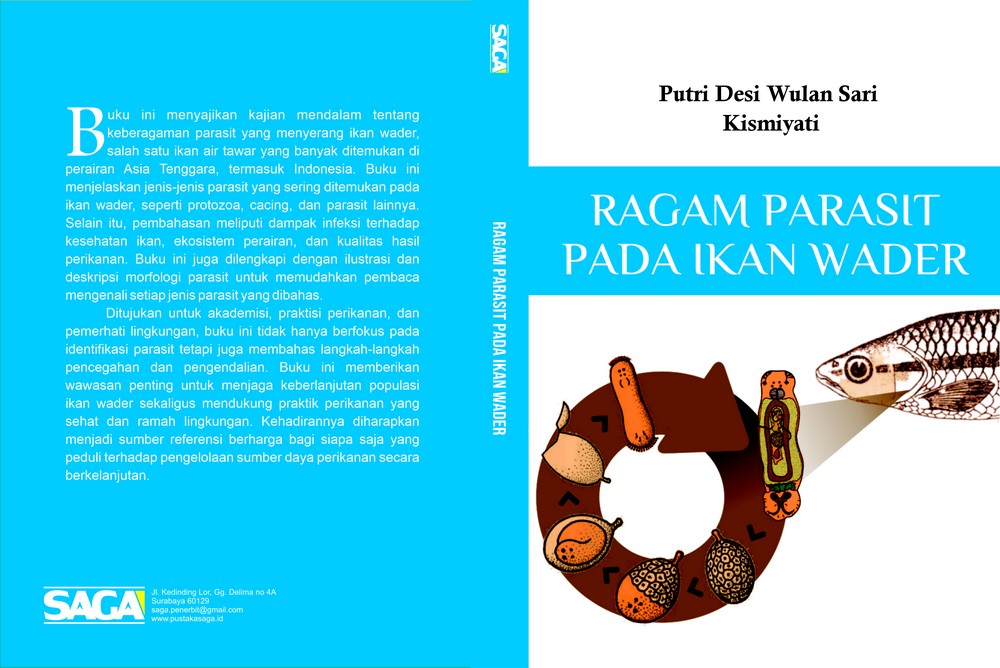 Buku ini menyajikan kajian mendalam tentang
keberagaman parasit yang menyerang ikan wader,
salah satu ikan air tawar yang banyak ditemukan di
perairan Asia Tenggara, termasuk Indonesia. Buku ini
menjelaskan jenis-jenis parasit yang sering ditemukan pada
ikan wader, seperti protozoa, cacing, dan parasit lainnya.
Selain itu, pembahasan meliputi dampak infeksi terhadap
kesehatan ikan, ekosistem perairan, dan kualitas hasil
perikanan. Buku ini juga dilengkapi dengan ilustrasi dan
deskripsi morfologi parasit untuk memudahkan pembaca
mengenali setiap jenis parasit yang dibahas.
Ditujukan untuk akademisi, praktisi perikanan, dan
pemerhati lingkungan, buku ini tidak hanya berfokus pada
identifikasi parasit tetapi juga membahas langkah-langkah
pencegahan dan pengendalian. Buku ini memberikan
wawasan penting untuk menjaga keberlanjutan populasi
ikan wader sekaligus mendukung praktik perikanan yang
sehat dan ramah lingkungan. Kehadirannya diharapkan
menjadi sumber referensi berharga bagi siapa saja yang
peduli terhadap pengelolaan sumber daya perikanan secara
berkelanjutan.
SAGA
Jl. Kedinding Lor, Gg. Delima no 4A
Surabaya 60129
saga.penerbit@gmail.com
www.pustakasaga.id
SAGA
RAGAM PARASIT PADA IKAN WADER
Putri Desi Wulan Sari
Kismiyati
RAGAM PARASIT
PADA IKAN WADER